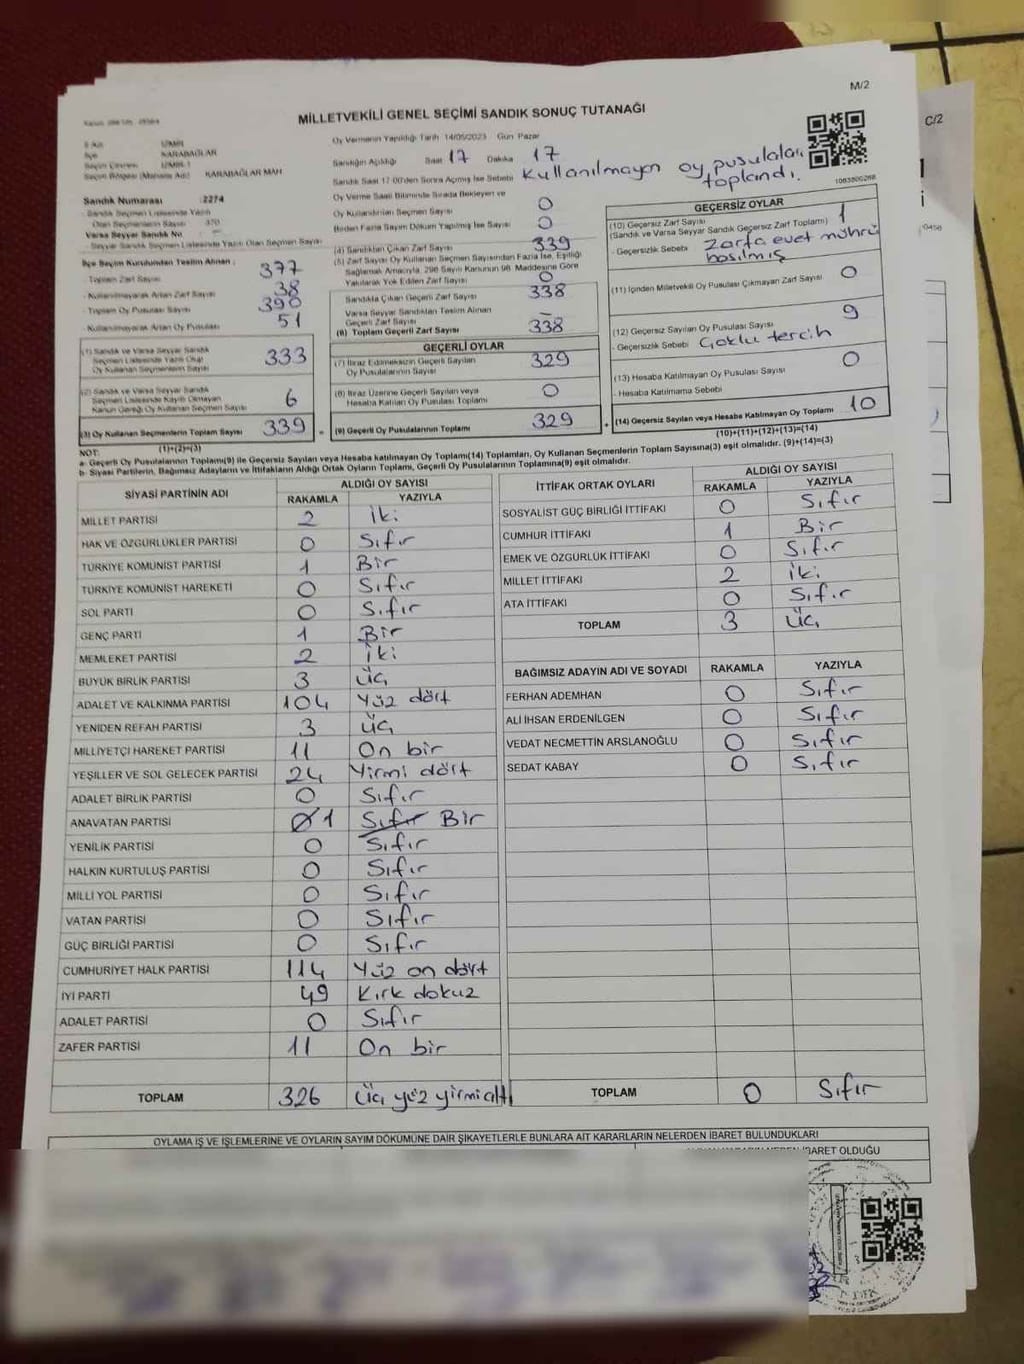 M/2
MİLLETVEKİLİ GENEL SEÇİMİ SANDIK SONUÇ TUTANAĞI
C/2
İZMİR
KARABAĞLAR
İZMİR-1
KARABAĞLAR MAH
Sandık Numarası :2274
Varsa Seyyar Sandık No
Oy Vermenin Yapıldığı Tarih 14/05/2023 Gün Pazar
Sandığın Açıldığı Saat 17 Dakika 17
Sandık Saat 17.00'den Sonra Açılmış İse Sebebi Kullanılmayan oy pusulaları toplandı.
1083800268
Oy Verme Saati Bitiminde Sırada Bekleyen ve
Oy Kullandırılan Seçmen Sayısı 0
Birden Fazla Sayım Döküm Yapılmış İse Sayısı 0
İlçe Seçim Kurulundan Teslim Alınan ;
- Toplam Zarf Sayısı 377
- Kullanılmayarak Artan Zarf Sayısı 38
- Toplam Oy Pusulası Sayısı 390
- Kullanılmayarak Artan Oy Pusulası 51
(1) Sandık ve Varsa Seyyar Sandık
Seçmen Listesinde Yazılı Olup
Oy Kullanan Seçmenlerin Sayısı 333
(2) Sandık ve Varsa Seyyar Sandık
Seçmen Listesinde Kayıtlı Olmayan
Kanun Gereği Oy Kullanan Seçmen Sayısı 6
(3) Oy Kullanan Seçmenlerin Toplam Sayısı 339
(1)+(2)=(3)
(4) Sandıktan Çıkan Zarf Sayısı 339
(5) Zarf Sayısı Oy Kullanan Seçmen Sayısından Fazla İse, Eşitliği
Sağlamak Amacıyla, 298 Sayılı Kanunun 98. Maddesine Göre
Yakılarak Yok Edilen Zarf Sayısı 0
Sandıkta Çıkan Geçerli Zarf Sayısı 338
Varsa Seyyar Sandıktan Teslim Alınan
Geçerli Zarf Sayısı –
(6) Toplam Geçerli Zarf Sayısı 338
GEÇERLİ OYLAR
(7) İtiraz Edilmeksizin Geçerli Sayılan
Oy Pusulalarının Sayısı 329
(8) İtiraz Üzerine Geçerli Sayılan veya
Hesaba Katılan Oy Pusulası Toplamı 0
(9) Geçerli Oy Pusulalarının Toplamı 329
GEÇERSİZ OYLAR
(10) Geçersiz Zarf Sayısı
(Sandık ve Varsa Seyyar Sandık Geçersiz Zarf Toplamı) 1
- Geçersizlik Sebebi Zarfa evet mührü basılmış
(11) İçinden Milletvekili Oy Pusulası Çıkmayan Zarf Sayısı 0
(12) Geçersiz Sayılan Oy Pusulası Sayısı 9
- Geçersizlik Sebebi Çoklu tercih
(13) Hesaba Katılmayan Oy Pusulası Sayısı 0
- Hesaba Katılmama Sebebi
(14) Geçersiz Sayılan veya Hesaba Katılmayan Oy Toplamı 10
(10)+(11)+(12)+(13)=(14)
NOT:
a- Geçerli Oy Pusulalarının Toplamı(9) ile Geçersiz Sayılan veya Hesaba Katılmayan Oy Toplamı(14) Toplamları, Oy Kullanan Seçmenlerin Toplam Sayısına(3) eşit olmalıdır. (9)+(14)=(3)
b- Siyasi Partilerin, Bağımsız Adayların ve İttifakların Aldığı Ortak Oyların Toplamı, Geçerli Oy Pusulalarının Toplamına(9) eşit olmalıdır.
SİYASİ PARTİNİN ADI ALDIĞI OY SAYISI
RAKAMLA YAZIYLA
MİLLET PARTİSİ 2 iki
HAK VE ÖZGÜRLÜKLER PARTİSİ 0 Sıfır
TÜRKİYE KOMÜNİST PARTİSİ 1 Bir
TÜRKİYE KOMÜNİST HAREKETİ 0 Sıfır
SOL PARTİ 0 Sıfır
GENÇ PARTİ 1 Bir
MEMLEKET PARTİSİ 2 iki
BÜYÜK BİRLİK PARTİSİ 3 üç
ADALET VE KALKINMA PARTİSİ 104 Yüz dört
YENİDEN REFAH PARTİSİ 3 üç
MİLLİYETÇİ HAREKET PARTİSİ 11 On bir
YEŞİLLER VE SOL GELECEK PARTİSİ 24 Yirmi dört
ADALET BİRLİK PARTİSİ 0 Sıfır
ANAVATAN PARTİSİ 0 1 Sıfır Bir
YENİLİK PARTİSİ 0 Sıfır
HALKIN KURTULUŞ PARTİSİ 0 Sıfır
MİLLİ YOL PARTİSİ 0 Sıfır
VATAN PARTİSİ 0 Sıfır
GÜÇ BİRLİĞİ PARTİSİ 0 Sıfır
CUMHURİYET HALK PARTİSİ 114 Yüz on dört
İYİ PARTİ 49 Kırk dokuz
ADALET PARTİSİ 0 Sıfır
ZAFER PARTİSİ 11 On bir
TOPLAM 326 Üç yüz yirmi altı
İTTİFAK ORTAK OYLARI ALDIĞI OY SAYISI
RAKAMLA YAZIYLA
SOSYALİST GÜÇ BİRLİĞİ İTTİFAKI 0 Sıfır
CUMHUR İTTİFAKI 1 Bir
EMEK VE ÖZGÜRLÜK İTTİFAKI 0 Sıfır
MİLLET İTTİFAKI 2 iki
ATA İTTİFAKI 0 Sıfır
TOPLAM 3 Üç
BAĞIMSIZ ADAYIN ADI VE SOYADI RAKAMLA YAZIYLA
FERHAN ADEMHAN 0 Sıfır
ALİ İHSAN ERDENİLGEN 0 Sıfır
VEDAT NECMETTİN ARSLANOĞLU 0 Sıfır
SEDAT KABAY 0 Sıfır
TOPLAM 0 Sıfır
OYLAMA İŞ VE İŞLEMLERİNE VE OYLARIN SAYIM DÖKÜMÜNE DAİR ŞİKAYETLERLE BUNLARA AİT KARARLARIN NELERDEN İBARET BULUNDUKLARI
İBARET OLDUĞU